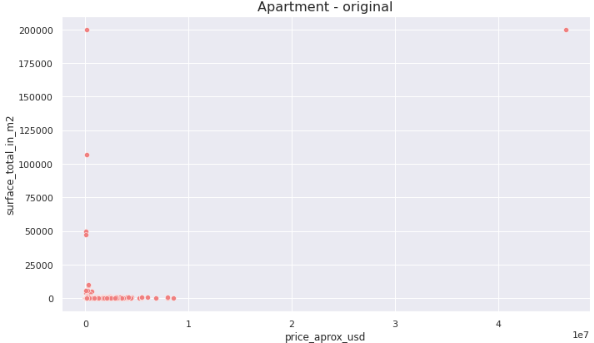 Apartment - original
200000
175000
150000
125000
100000
75000
50000
25000
0
surface_total_in_m2
0 1 2 3 4
1e7
price_aprox_usd